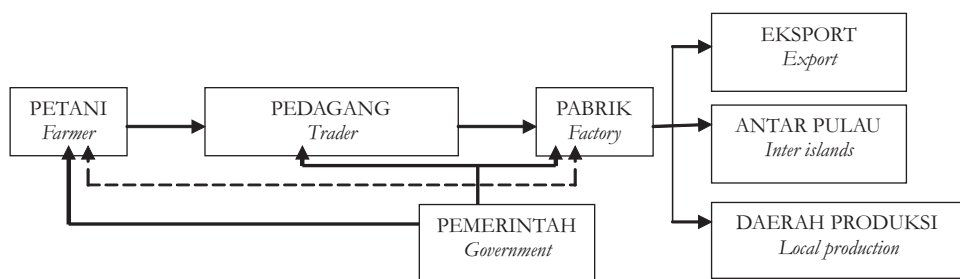 EKSPORT
Export
PETANI
Farmer
PEDAGANG
Trader
PABRIK
Factory
ANTAR PULAU
Inter islands
PEMERINTAH
Government
DAERAH PRODUKSI
Local production